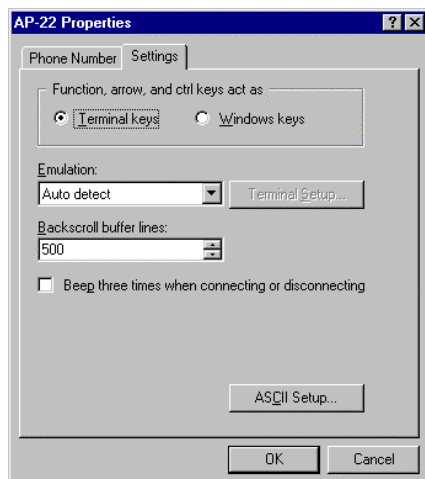 AP-22 Properties
Phone Number Settings
Function, arrow, and ctrl keys act as
Terminal keys Windows keys
Emulation:
Auto detect Terminal Setup...
Backscroll buffer lines:
500
Beep three times when connecting or disconnecting
ASCII Setup...
OK Cancel